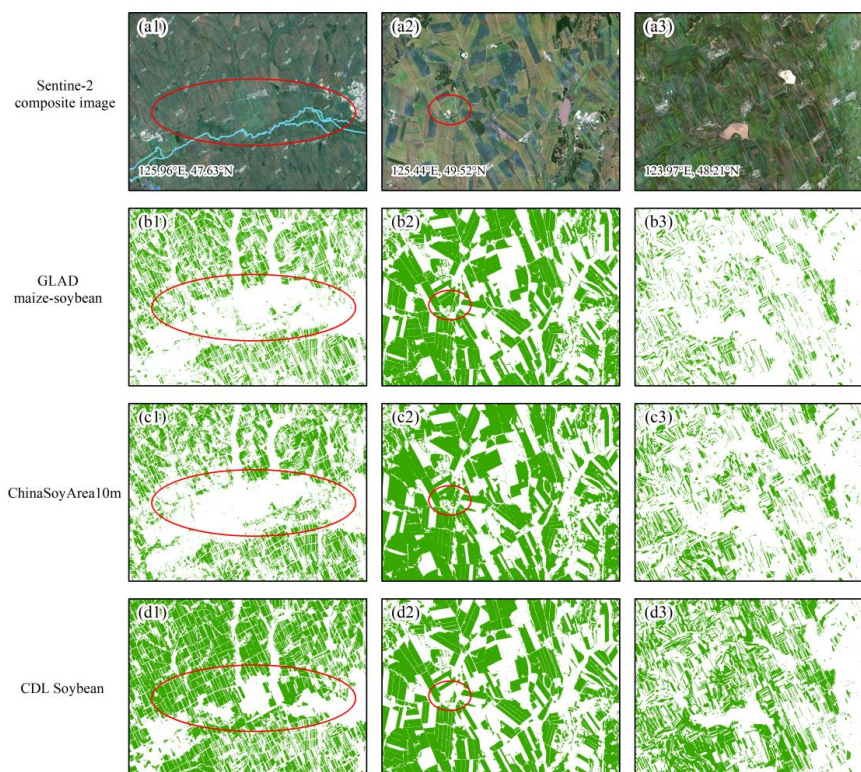 (a1)
(a2)
(a3)
Sentine-2
composite image
125.96°E, 47.63°N
125.44°E, 49.52°N
123.97°E, 48.21°N
(b1)
(b2)
(b3)
GLAD
maize-soybean
(c1)
(c2)
(c3)
ChinaSoyArea10m
(d1)
(d2)
(d3)
CDL Soybean